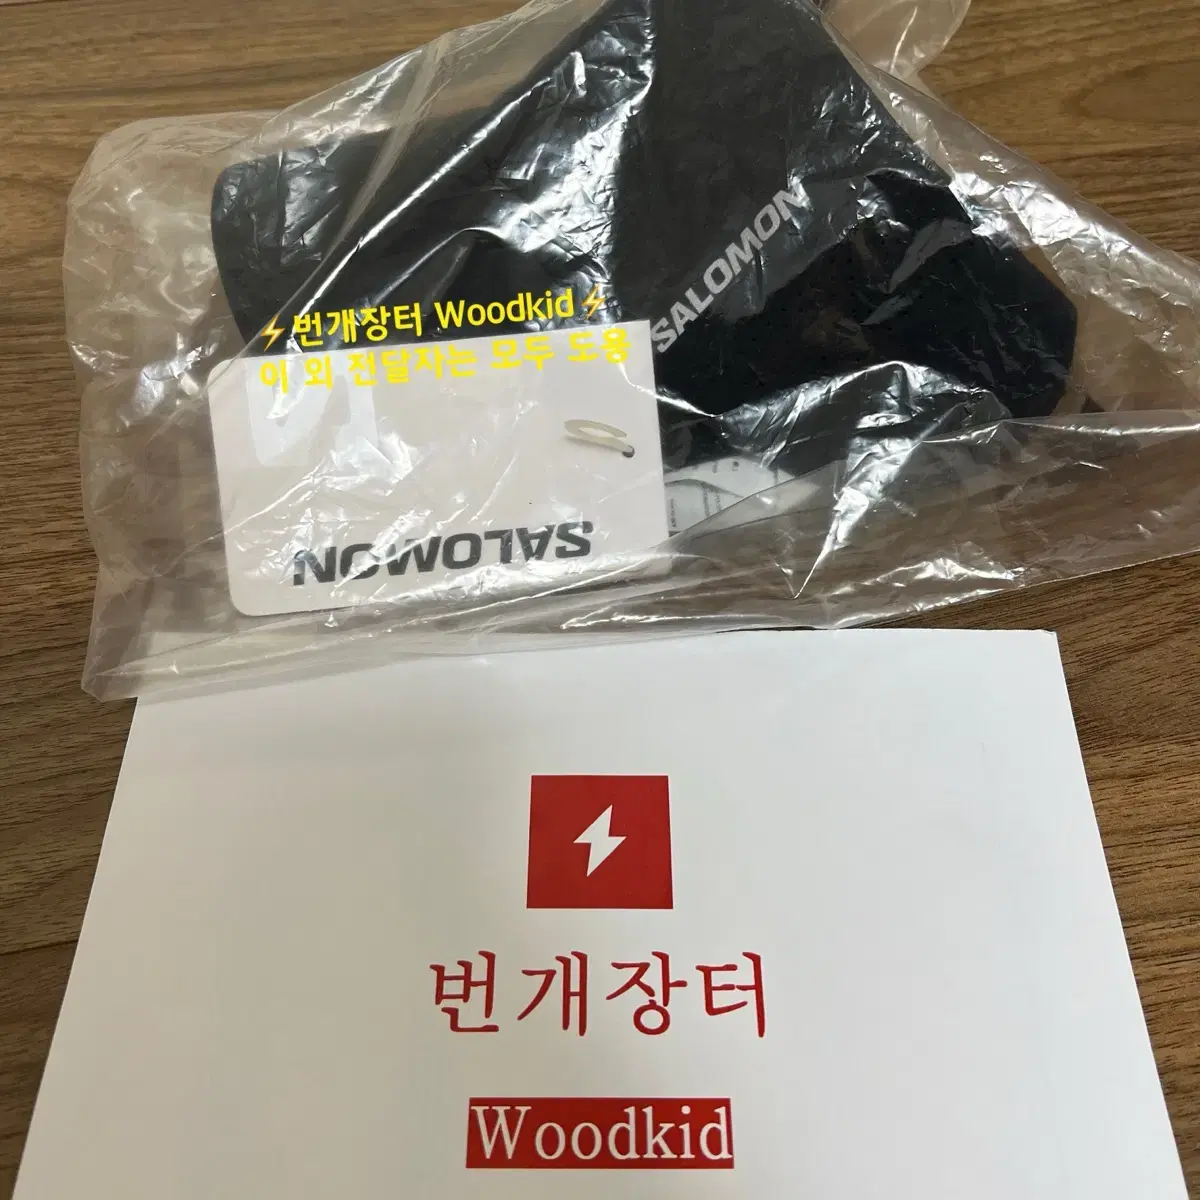 SALOMON
⚡번개장터 Woodkid⚡
이 외 전달자는 모두 도용
SALOMON
번개장터
Woodkid